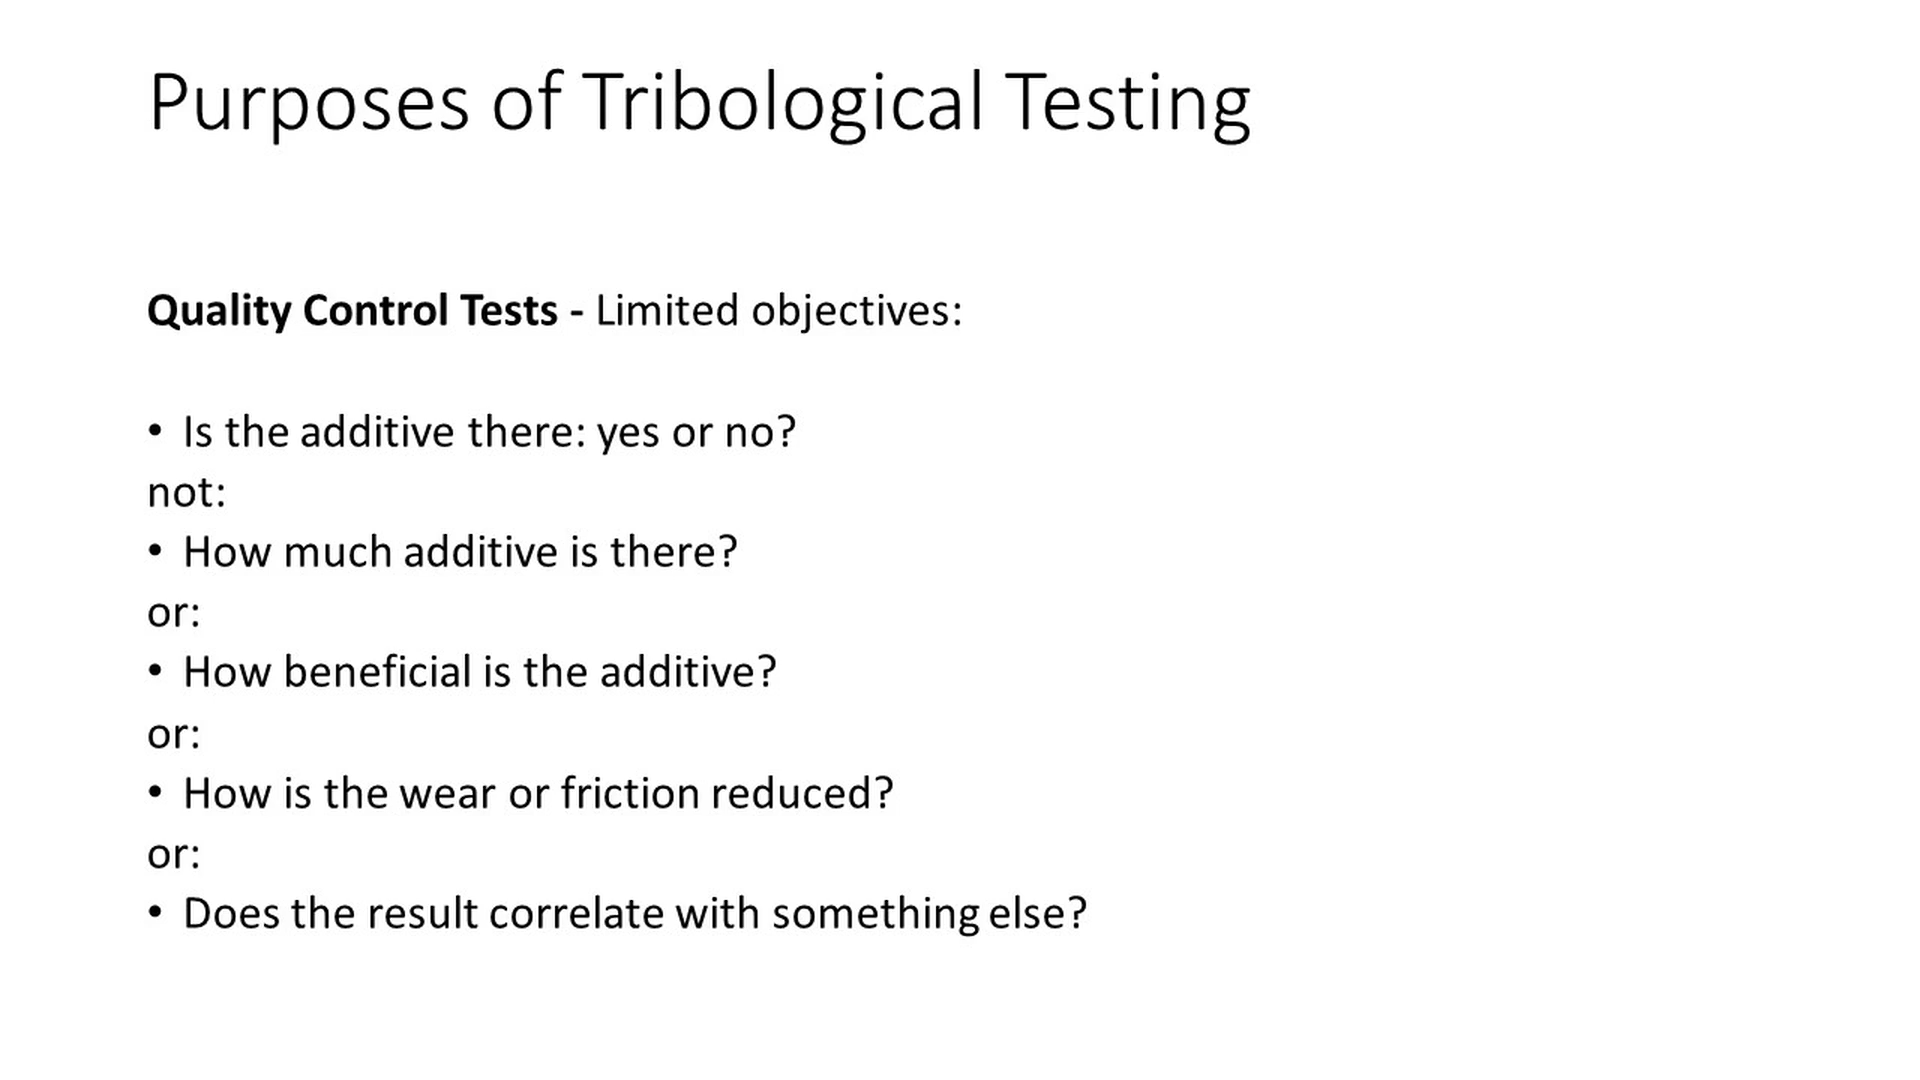 Purposes of Tribological Testing
Quality Control Tests - Limited objectives:
• Is the additive there: yes or no?
not:
• How much additive is there?
or:
• How beneficial is the additive?
or:
• How is the wear or friction reduced?
or:
• Does the result correlate with something else?